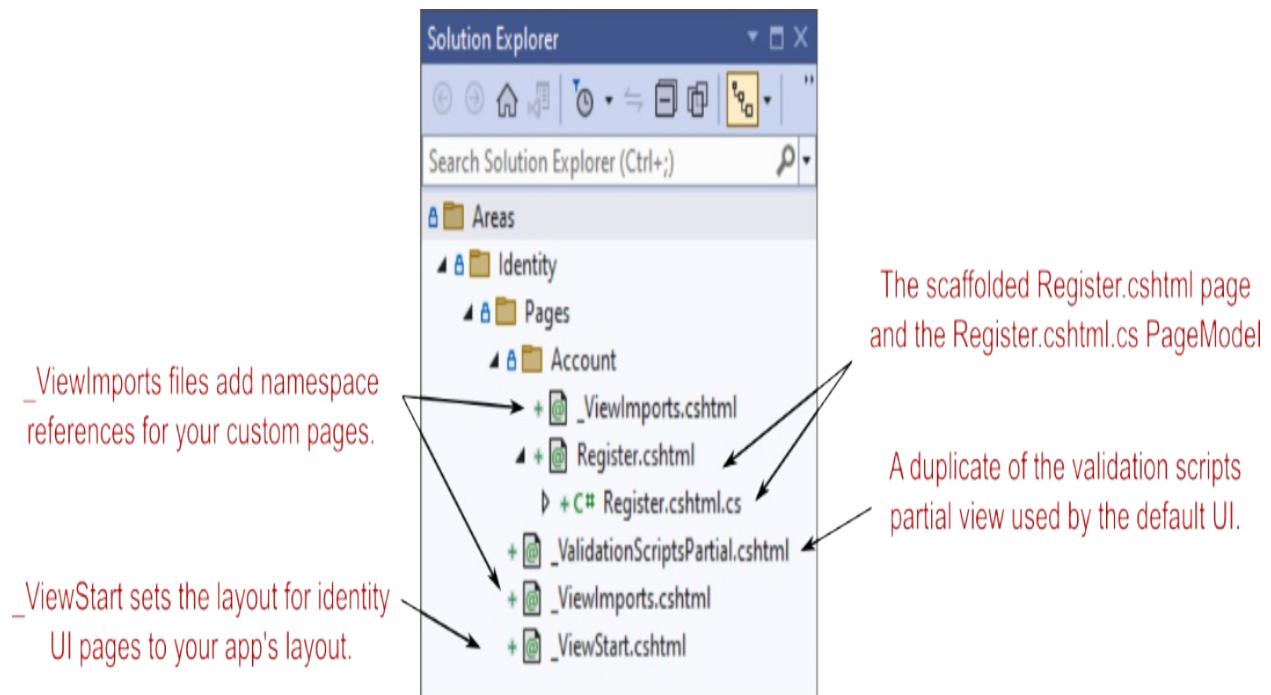 Solution Explorer
Search Solution Explorer (Ctrl+;)
Areas
Identity
Pages
Account
_ViewImports.cshtml
Register.cshtml
C# Register.cshtml.cs
_ValidationScriptsPartial.cshtml
_ViewImports.cshtml
_ViewStart.cshtml
_ViewImports files add namespace
references for your custom pages.
_ViewStart sets the layout for identity
UI pages to your app's layout.
The scaffolded Register.cshtml page
and the Register.cshtml.cs PageModel
A duplicate of the validation scripts
partial view used by the default UI.